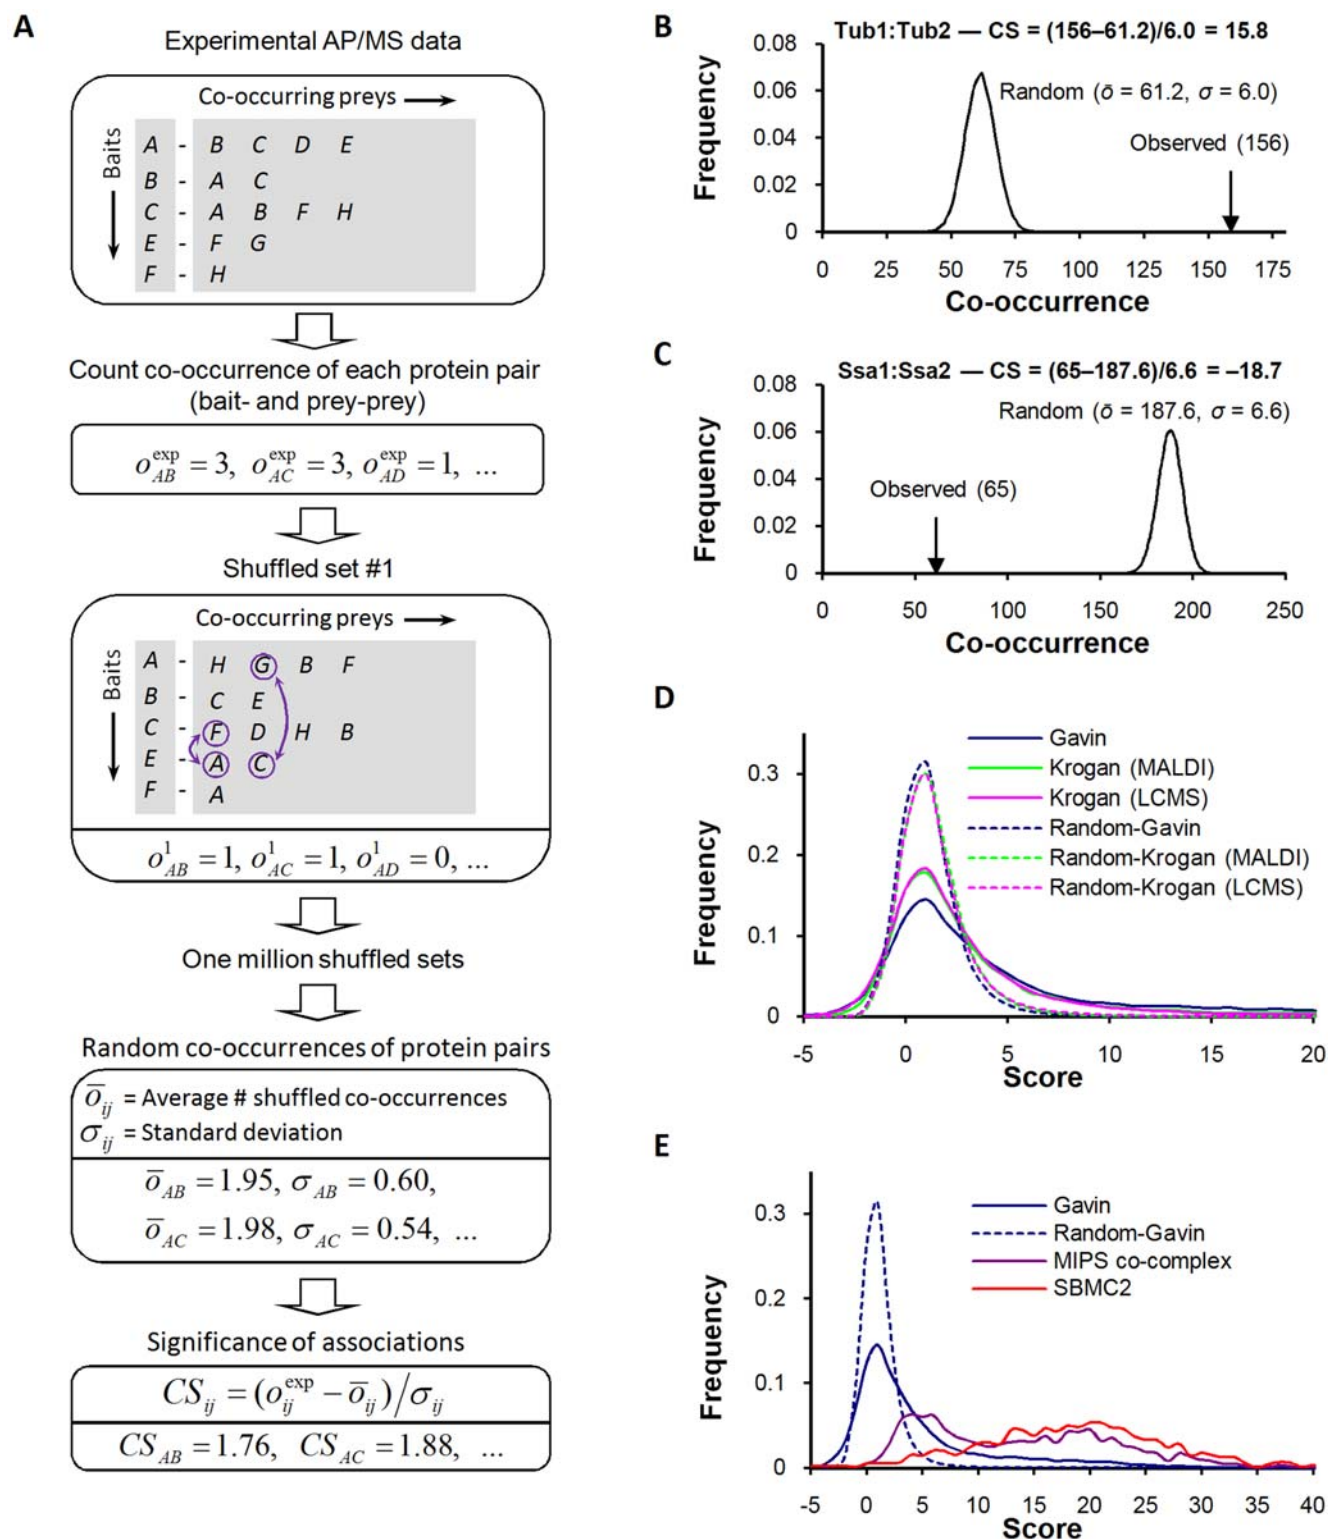 A
Experimental AP/MS data
Co-occurring preys
Baits
A - B C D E
B - A C
C - A B F H
E - F G
F - H
Count co-occurrence of each protein pair
(bait- and prey-prey)
o^exp_AB = 3, o^exp_AC = 3, o^exp_AD = 1, ...
Shuffled set #1
Co-occurring preys
Baits
A - H G B F
B - C E
C - F D H B
E - A C
F - A
o^1_AB = 1, o^1_AC = 1, o^1_AD = 0, ...
One million shuffled sets
Random co-occurrences of protein pairs
o̅_ij = Average # shuffled co-occurrences
σ_ij = Standard deviation
o̅_AB = 1.95, σ_AB = 0.60,
o̅_AC = 1.98, σ_AC = 0.54, ...
Significance of associations
CS_ij = (o^exp_ij − o̅_ij)/σ_ij
CS_AB = 1.76, CS_AC = 1.88, ...
B
Tub1:Tub2 — CS = (156–61.2)/6.0 = 15.8
Random (ō = 61.2, σ = 6.0)
Observed (156)
Frequency
0.08
0.06
0.04
0.02
0
0 25 50 75 100 125 150 175
Co-occurrence
C
Ssa1:Ssa2 — CS = (65–187.6)/6.6 = –18.7
Random (ō = 187.6, σ = 6.6)
Observed (65)
Frequency
0.08
0.06
0.04
0.02
0
0 50 100 150 200 250
Co-occurrence
D
Gavin
Krogan (MALDI)
Krogan (LCMS)
Random-Gavin
Random-Krogan (MALDI)
Random-Krogan (LCMS)
Frequency
0.3
0.2
0.1
0
-5 0 5 10 15 20
Score
E
Gavin
Random-Gavin
MIPS co-complex
SBMC2
Frequency
0.3
0.2
0.1
0
-5 0 5 10 15 20 25 30 35 40
Score